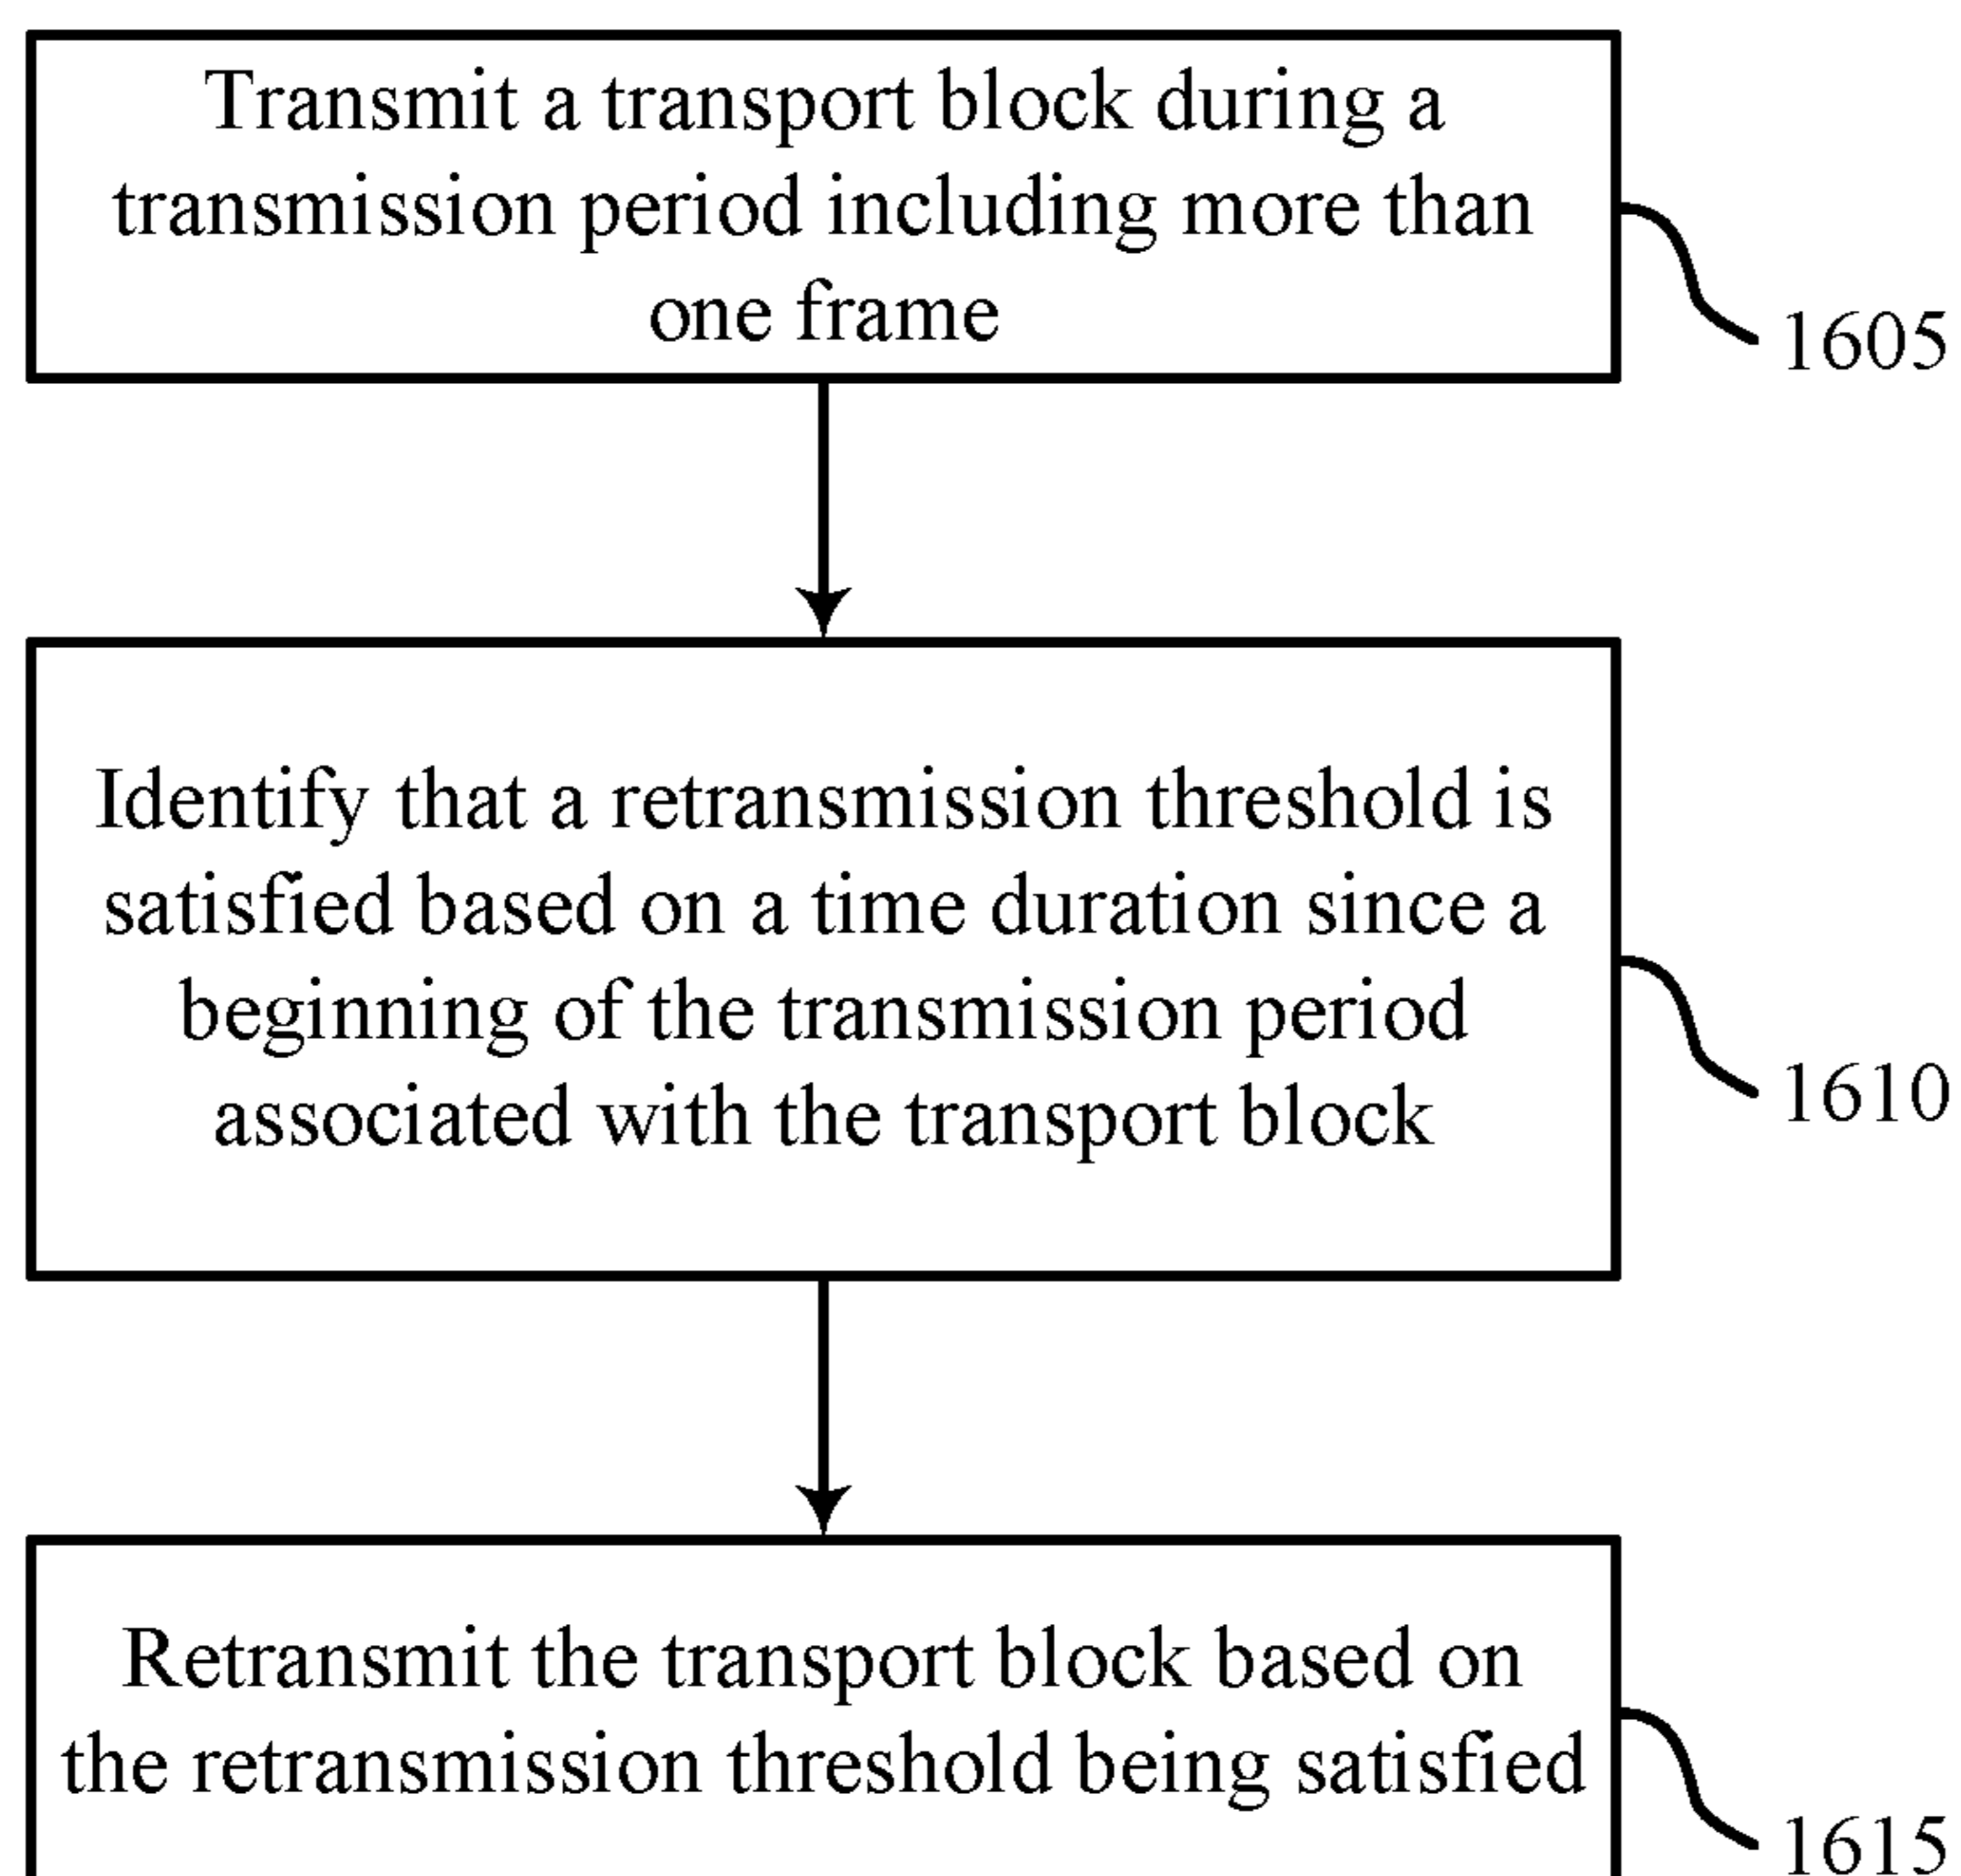 Transmit a transport block during a
transmission period including more than
one frame
1605
Identify that a retransmission threshold is
satisfied based on a time duration since a
beginning of the transmission period
associated with the transport block
1610
Retransmit the transport block based on
the retransmission threshold being satisfied
1615